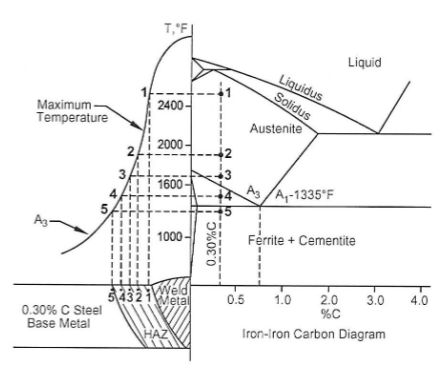 T,°F
Liquid
1
1
Liquidus
Solidus
2400
Maximum
Temperature
Austenite
2000
2
2
3
3
1600
4
4
A3
A1-1335°F
5
5
A3
1000
0.30%C
Ferrite + Cementite
5 4 3 2 1
Weld
Metal
0.30% C Steel
Base Metal
HAZ
0.5
1.0
2.0
3.0
4.0
%C
Iron-Iron Carbon Diagram